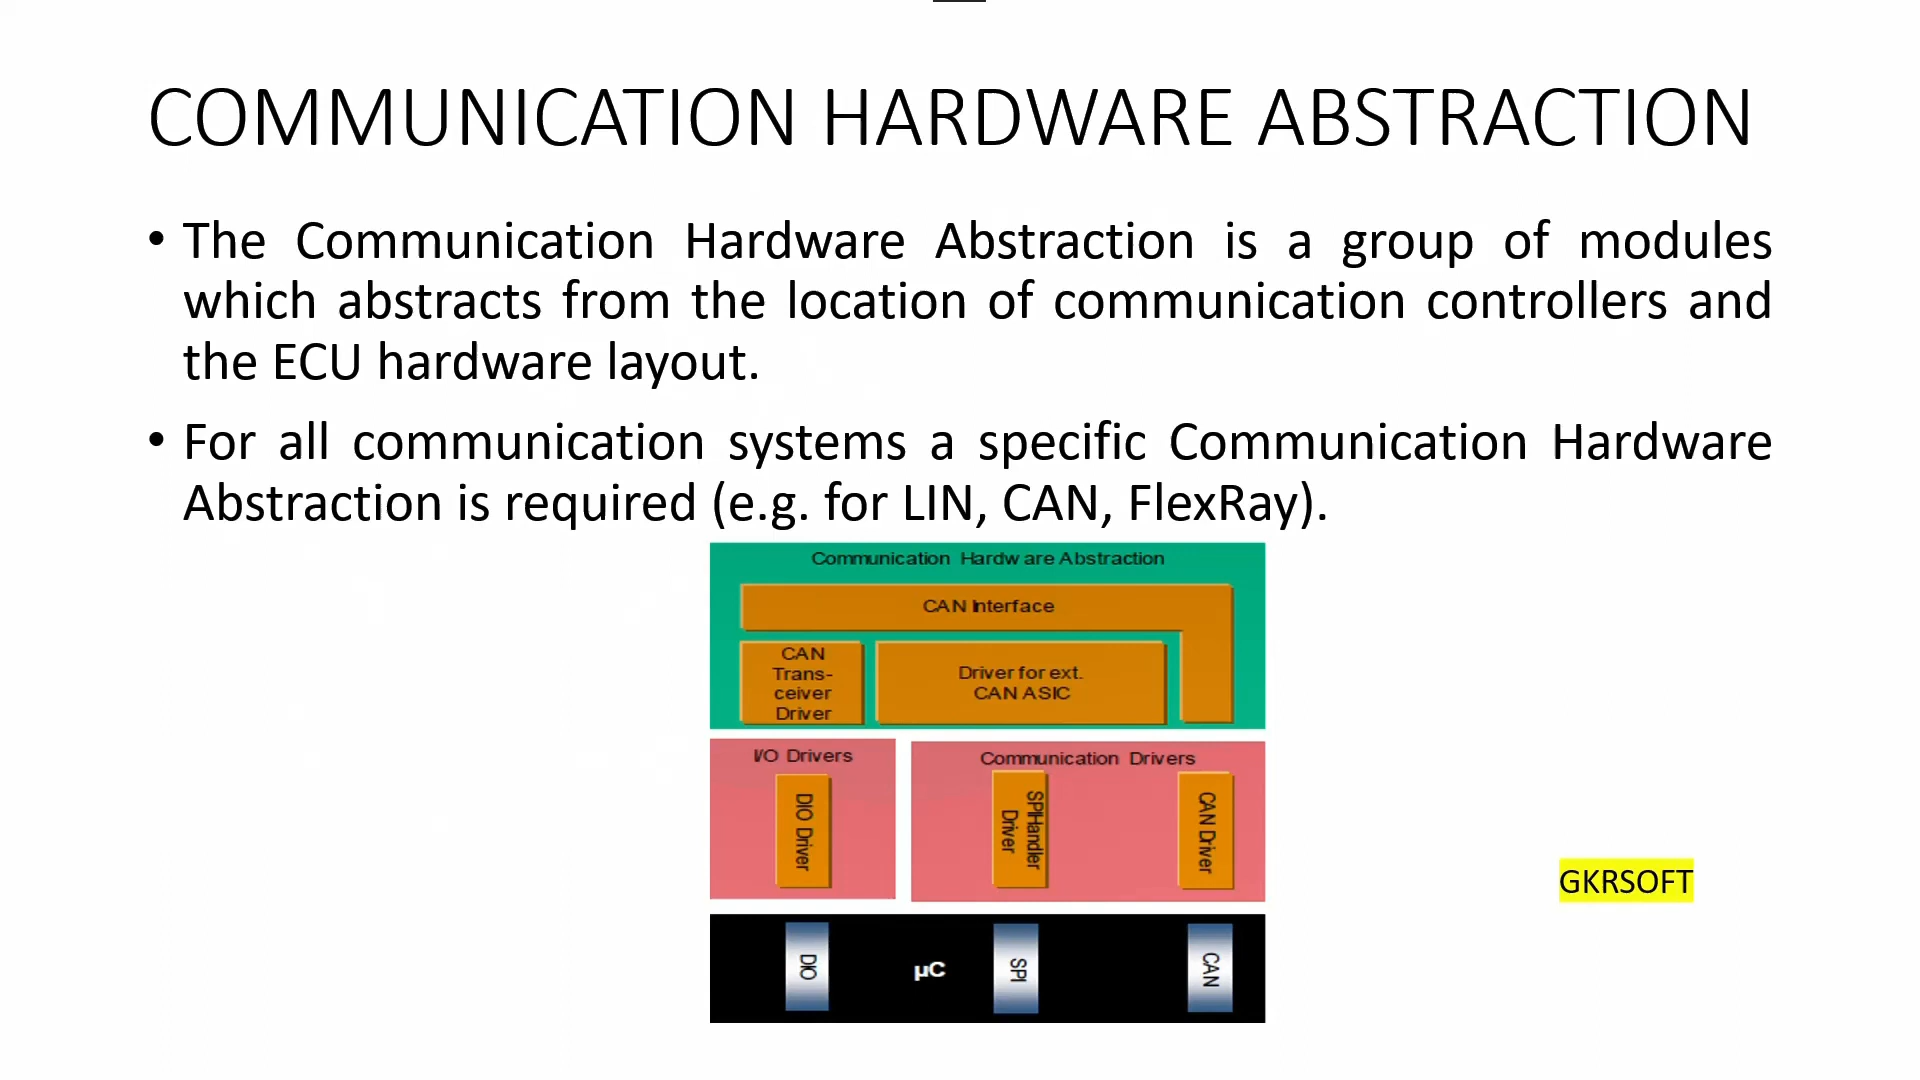 COMMUNICATION HARDWARE ABSTRACTION
• The Communication Hardware Abstraction is a group of modules
which abstracts from the location of communication controllers and
the ECU hardware layout.
• For all communication systems a specific Communication Hardware
Abstraction is required (e.g. for LIN, CAN, FlexRay).
Communication Hardware Abstraction
CAN Interface
CAN
Trans-
ceiver
Driver
Driver for ext.
CAN ASIC
I/O Drivers
Communication Drivers
DIO Driver
SPIHandler
Driver
CAN Driver
GKRSOFT
DIO
µC
SPI
CAN